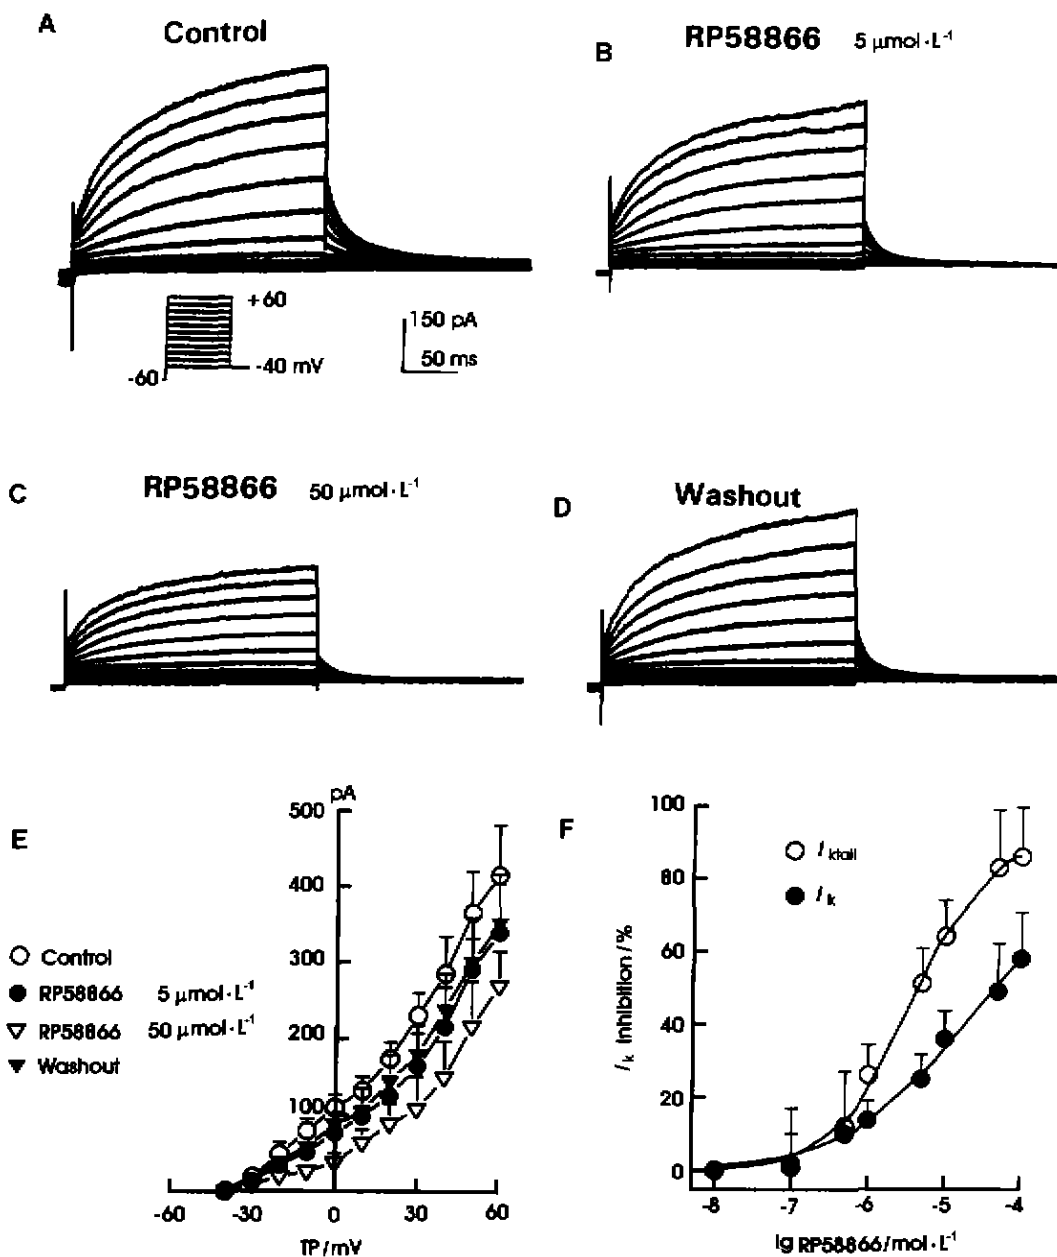 A
Control
B
RP58866 5 μmol·L⁻¹
+60
-40 mV
-60
150 pA
50 ms
C
RP58866 50 μmol·L⁻¹
D
Washout
E
pA
500
400
300
200
100
Control
RP58866 5 μmol·L⁻¹
RP58866 50 μmol·L⁻¹
Washout
-60 -30 0 30 60
TP/mV
F
100
80
60
40
20
0
I ktail
I k
I k Inhibition/%
-8 -7 -6 -5 -4
lg RP58866/mol·L⁻¹